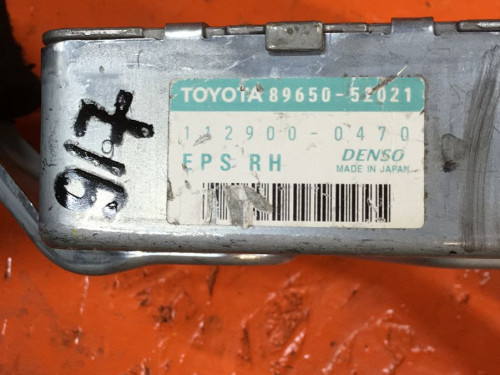 TOYOTA 89650-52021
112900-0470
EPS RH DENSO
MADE IN JAPAN